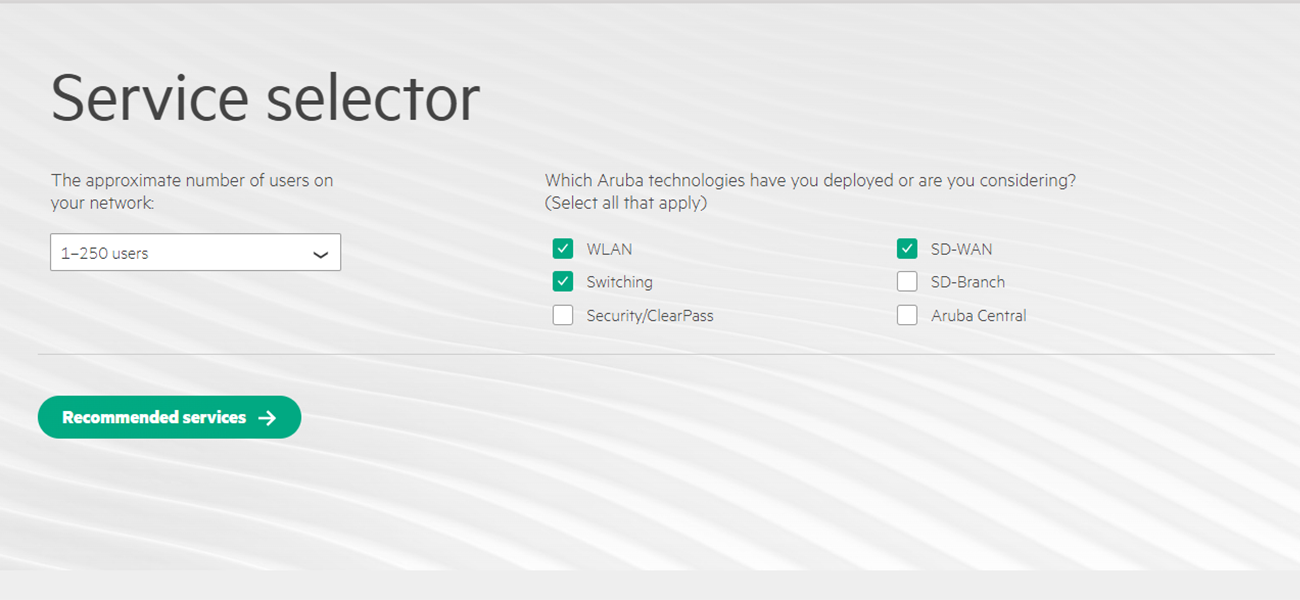 Service selector
The approximate number of users on
your network:
1–250 users
Which Aruba technologies have you deployed or are you considering?
(Select all that apply)
WLAN
SD-WAN
Switching
SD-Branch
Security/ClearPass
Aruba Central
Recommended services